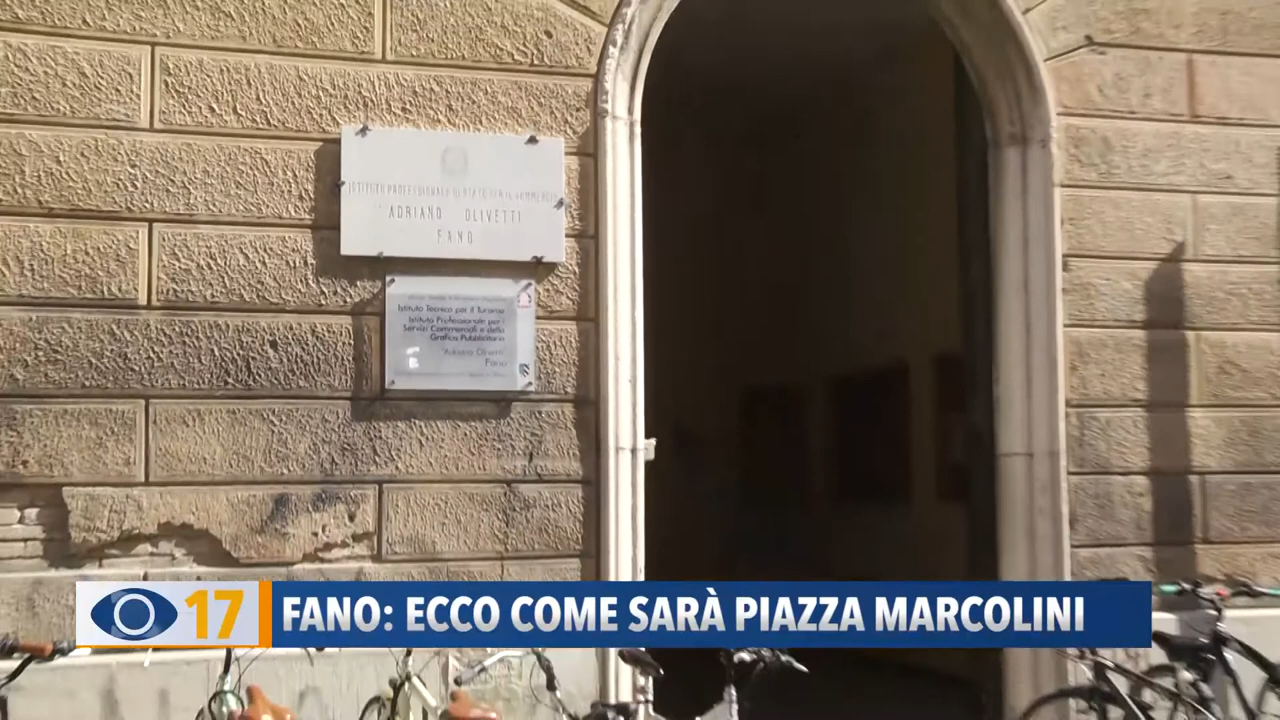 ISTITUTO PROFESSIONALE DI STATO PER IL COMMERCIO
"ADRIANO OLIVETTI
FANO
Istituto Tecnico per il Turismo
Istituto Professionale per i
Servizi Commerciali e della
Grafica Pubblicitaria
"Adriano Olivetti"
Fano
17 FANO: ECCO COME SARÀ PIAZZA MARCOLINI